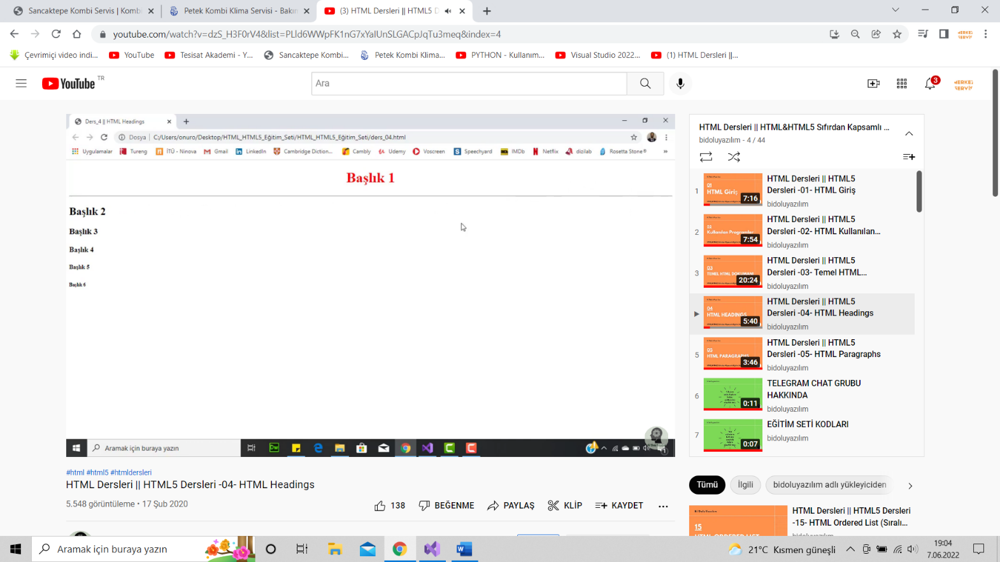 Sancaktepe Kombi Servis | Komb
Petek Kombi Klima Servisi - Bakım
(3) HTML Dersleri || HTML5 D
youtube.com/watch?v=dzS_H3F0rV4&list=PLld6WWpFK1nG7xYaIUnSLGACpJqTu3meq&index=4
Çevrimiçi video indi...
YouTube
Tesisat Akademi - Y...
Sancaktepe Kombi...
Petek Kombi Klima...
PYTHON - Kullanım...
Visual Studio 2022...
(1) HTML Dersleri ||...
YouTube TR
Ara
3
Ders_4 || HTML Headings
Dosya | C:/Users/onuro/Desktop/HTML_HTML5_Eğitim_Seti/HTML_HTML5_Eğitim_Seti/ders_04.html
Uygulamalar
Tureng
İTÜ - Ninova
Gmail
LinkedIn
Cambridge Diction...
Cambly
Udemy
Voscreen
Speechyard
IMDb
Netflix
dizilab
Rosetta Stone®
Başlık 1
Başlık 2
Başlık 3
Başlık 4
Başlık 5
Başlık 6
Aramak için buraya yazın
HTML Dersleri || HTML&HTML5 Sıfırdan Kapsamlı ...
bidoluyazılım - 4 / 44
1
01
HTML Giriş
7:16
HTML Dersleri || HTML5
Dersleri -01- HTML Giriş
bidoluyazılım
2
02
Kullanılan Programlar
7:54
HTML Dersleri || HTML5
Dersleri -02- HTML Kullanılan...
bidoluyazılım
3
03
TEMEL HTML DOKÜMANI
20:24
HTML Dersleri || HTML5
Dersleri -03- Temel HTML...
bidoluyazılım
04
HTML HEADINGS
5:40
HTML Dersleri || HTML5
Dersleri -04- HTML Headings
bidoluyazılım
5
05
HTML PARAGRAPHS
3:46
HTML Dersleri || HTML5
Dersleri -05- HTML Paragraphs
bidoluyazılım
6
0:11
TELEGRAM CHAT GRUBU
HAKKINDA
bidoluyazılım
7
0:07
EĞİTİM SETİ KODLARI
bidoluyazılım
#html #html5 #htmldersleri
HTML Dersleri || HTML5 Dersleri -04- HTML Headings
5.548 görüntüleme • 17 Şub 2020
138
BEĞENME
PAYLAŞ
KLİP
KAYDET
Tümü
İlgili
bidoluyazılım adlı yükleyiciden
15
HTML ORDERED LIST
HTML Dersleri || HTML5 Dersleri
-15- HTML Ordered List (Sıralı...
Aramak için buraya yazın
21°C Kısmen güneşli
19:04
7.06.2022